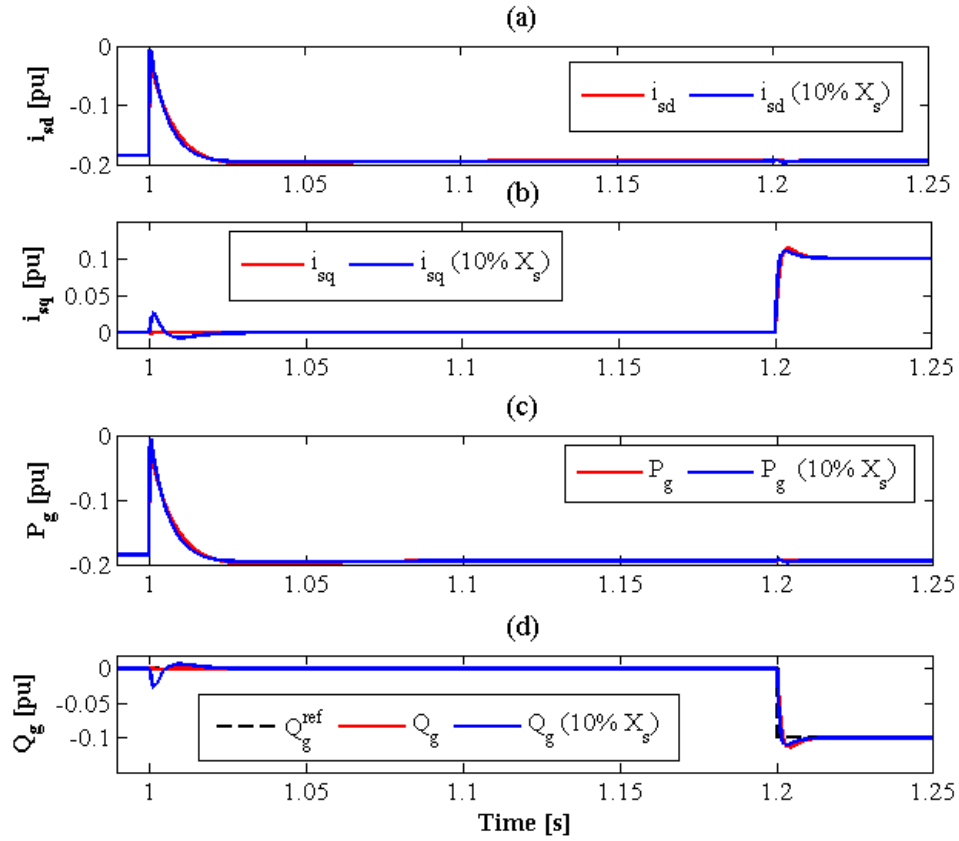 (a)
i_sd [pu]
0
-0.1
-0.2
i_sd i_sd (10% X_s)
1 1.05 1.1 1.15 1.2 1.25
(b)
i_sq [pu]
0.1
0.05
0
i_sq i_sq (10% X_s)
1 1.05 1.1 1.15 1.2 1.25
(c)
P_g [pu]
0
-0.1
-0.2
P_g P_g (10% X_s)
1 1.05 1.1 1.15 1.2 1.25
(d)
Q_g [pu]
0
-0.05
-0.1
Q_g^ref Q_g Q_g (10% X_s)
1 1.05 1.1 1.15 1.2 1.25
Time [s]